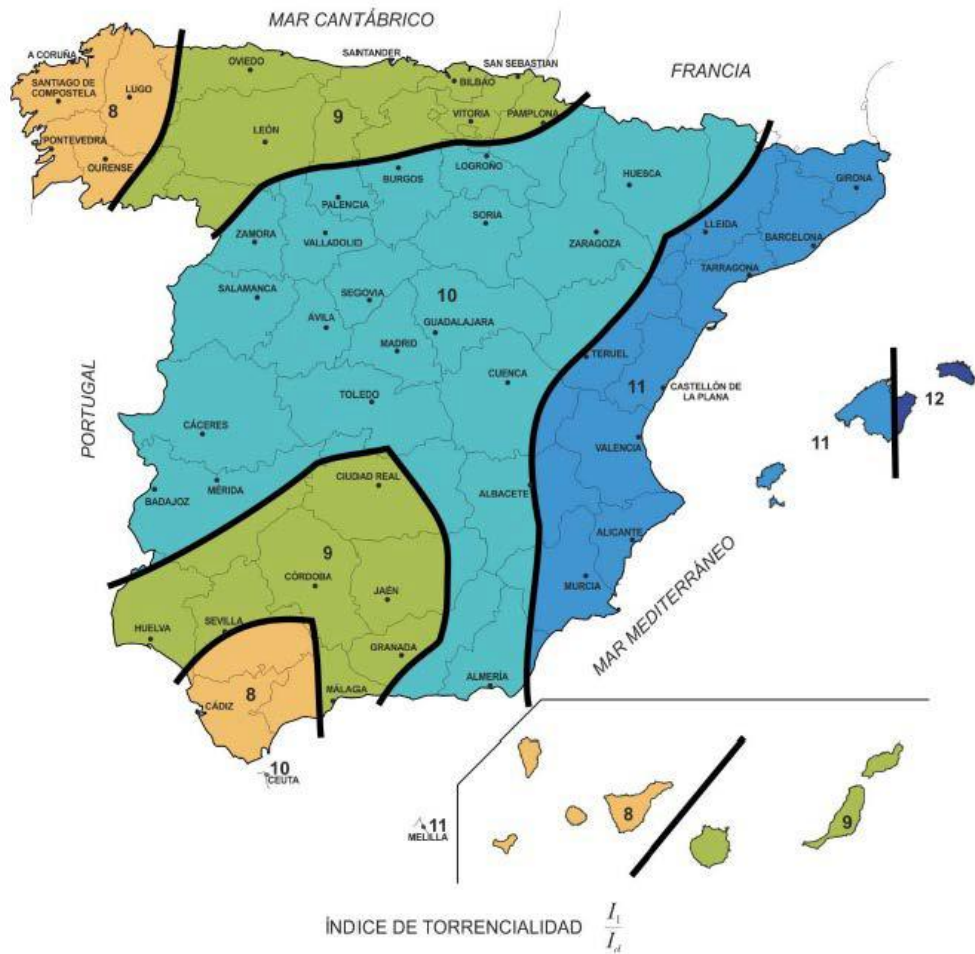 MAR CANTÁBRICO
A CORUÑA
OVIEDO
SANTANDER
SAN SEBASTIÁN
FRANCIA
BILBAO
SANTIAGO DE
COMPOSTELA
LUGO
8
9
VITORIA
PAMPLONA
LEÓN
PONTEVEDRA
OURENSE
LOGROÑO
BURGOS
HUESCA
GIRONA
PALENCIA
SORIA
ZAMORA
VALLADOLID
ZARAGOZA
LLEIDA
BARCELONA
TARRAGONA
SALAMANCA
SEGOVIA
10
ÁVILA
GUADALAJARA
MADRID
TERUEL
PORTUGAL
CUENCA
11
CASTELLÓN DE
LA PLANA
12
TOLEDO
CÁCERES
VALENCIA
11
CIUDAD REAL
MÉRIDA
BADAJOZ
ALBACETE
ALICANTE
9
CÓRDOBA
JAÉN
MURCIA
MAR MEDITERRÁNEO
HUELVA
SEVILLA
GRANADA
ALMERÍA
8
MÁLAGA
CÁDIZ
10
CEUTA
11
MELILLA
8
9
ÍNDICE DE TORRENCIALIDAD I₁/I_d